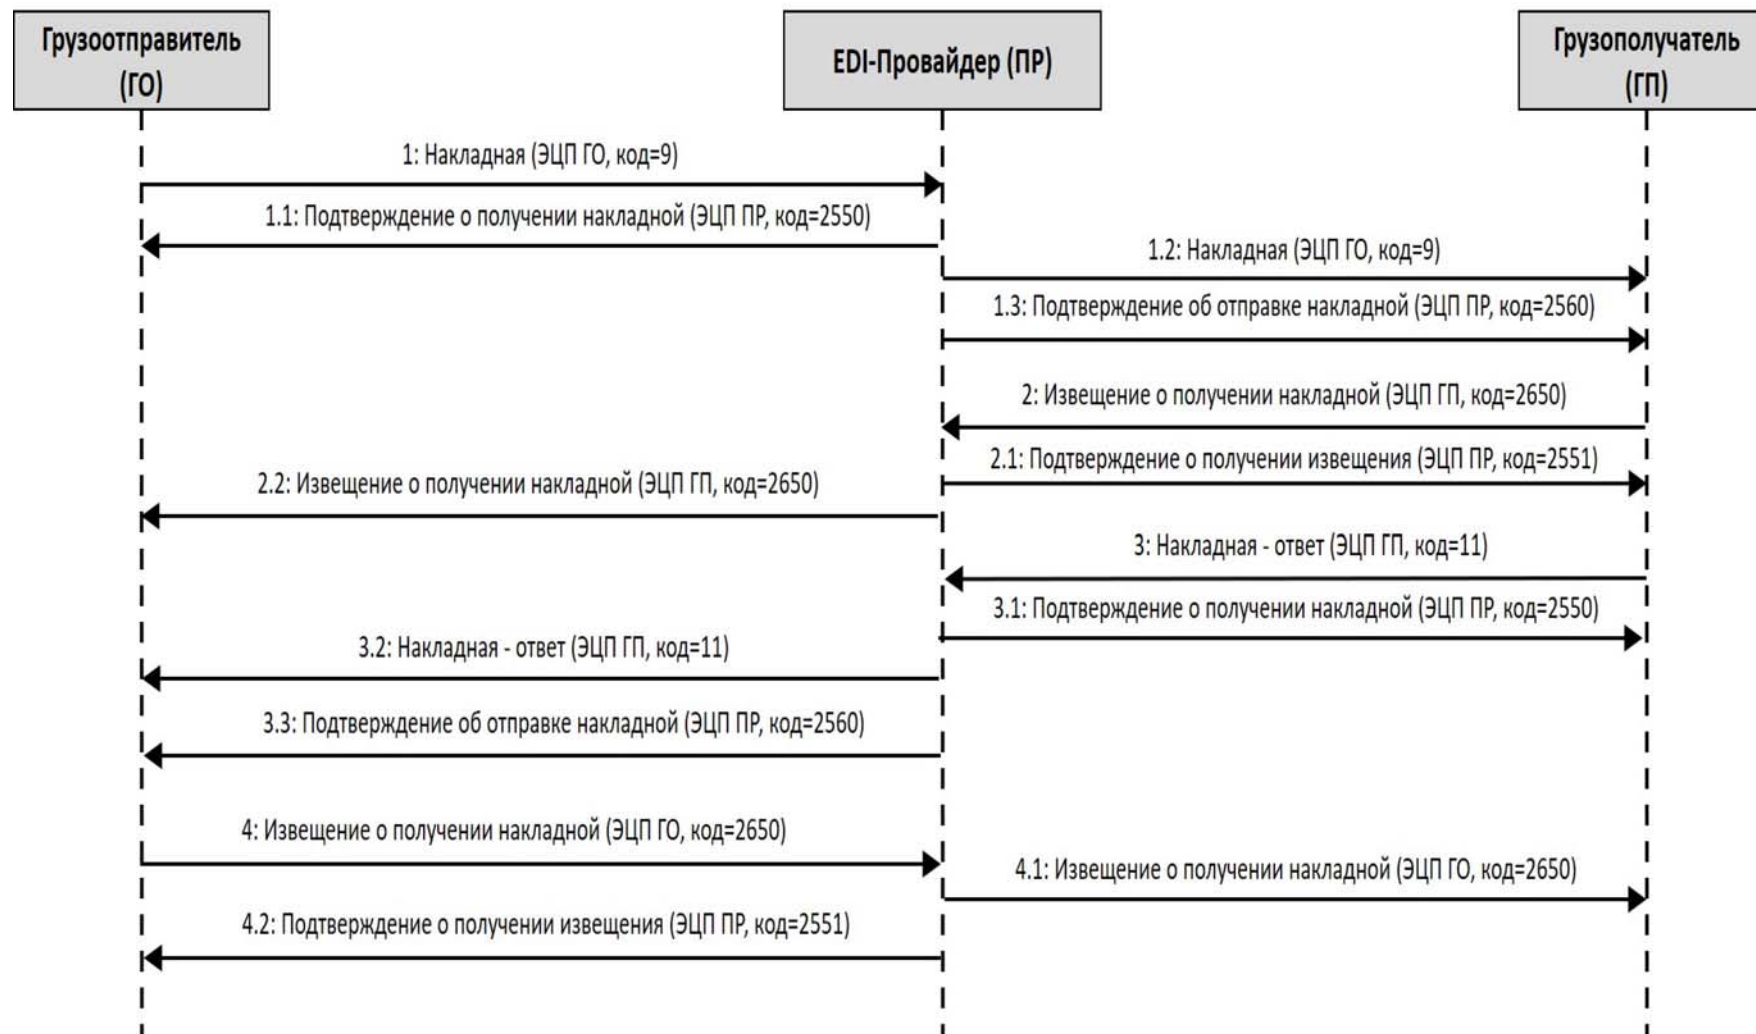 Грузоотправитель
(ГО)
EDI-Провайдер (ПР)
Грузополучатель
(ГП)
1: Накладная (ЭЦП ГО, код=9)
1.1: Подтверждение о получении накладной (ЭЦП ПР, код=2550)
1.2: Накладная (ЭЦП ГО, код=9)
1.3: Подтверждение об отправке накладной (ЭЦП ПР, код=2560)
2: Извещение о получении накладной (ЭЦП ГП, код=2650)
2.1: Подтверждение о получении извещения (ЭЦП ПР, код=2551)
2.2: Извещение о получении накладной (ЭЦП ГП, код=2650)
3: Накладная - ответ (ЭЦП ГП, код=11)
3.1: Подтверждение о получении накладной (ЭЦП ПР, код=2550)
3.2: Накладная - ответ (ЭЦП ГП, код=11)
3.3: Подтверждение об отправке накладной (ЭЦП ПР, код=2560)
4: Извещение о получении накладной (ЭЦП ГО, код=2650)
4.1: Извещение о получении накладной (ЭЦП ГО, код=2650)
4.2: Подтверждение о получении извещения (ЭЦП ПР, код=2551)